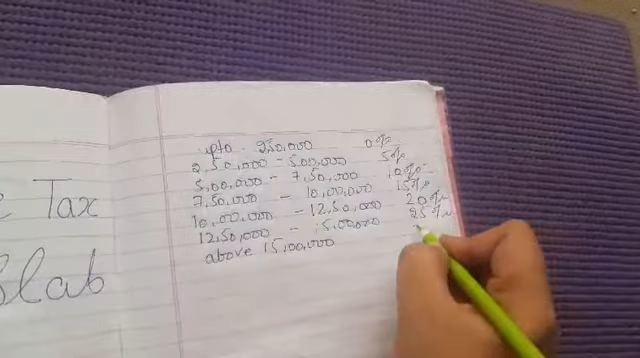 Tax
Slab
upto 250,000 0%
2,50,000 - 5,00,000 5%
5,00,000 - 7,50,000 10%
7,50,000 - 10,00,000 15%
10,00,000 - 12,50,000 20%
12,50,000 - 15,00,000 25%
above 15,00,000